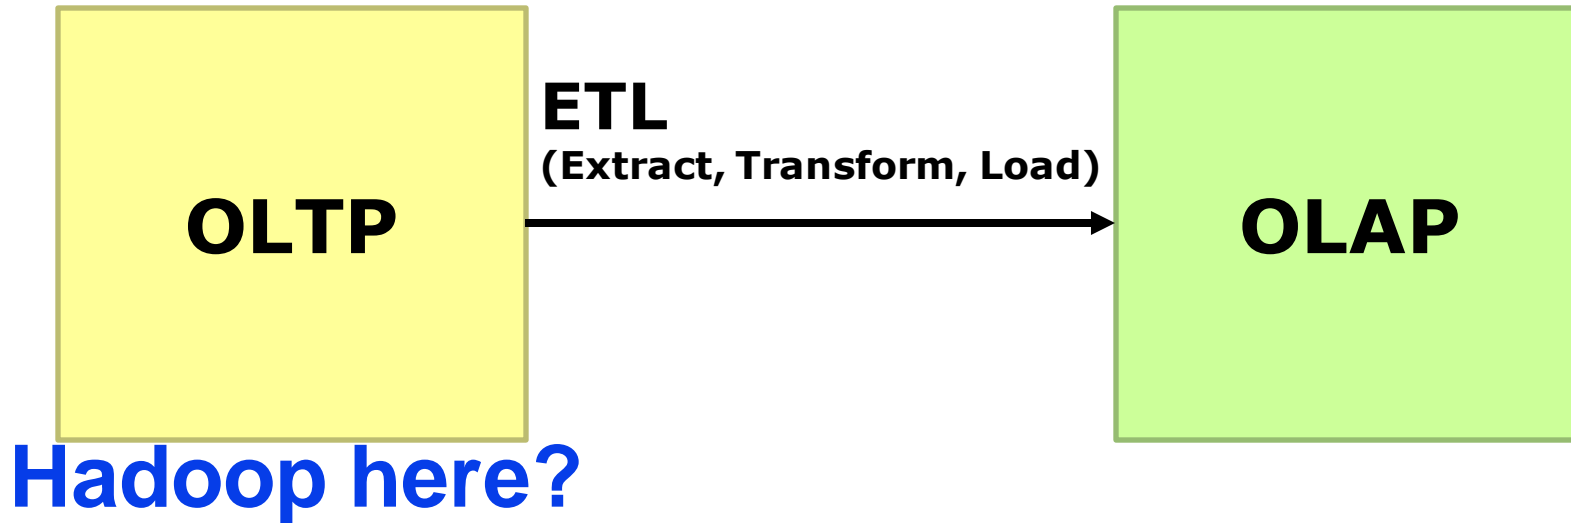 ETL
(Extract, Transform, Load)
OLTP
OLAP
Hadoop here?